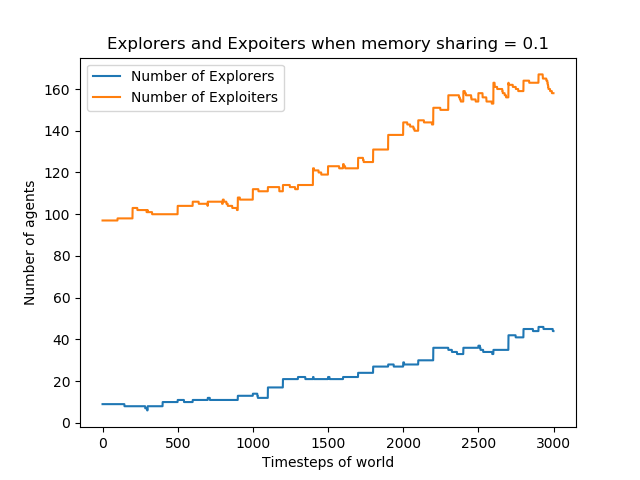 Explorers and Expoiters when memory sharing = 0.1
Number of Explorers
Number of Exploiters
160
140
120
100
80
60
40
20
0
Number of agents
0 500 1000 1500 2000 2500 3000
Timesteps of world